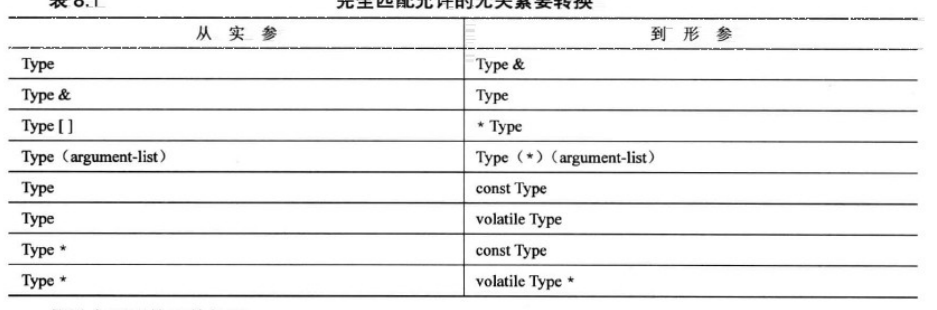 表 8.1 完全匹配允许的无关紧要转换
从 实 参 到 形 参
Type Type &
Type & Type
Type [ ] * Type
Type（argument-list） Type（*）（argument-list）
Type const Type
Type volatile Type
Type * const Type
Type * volatile Type *